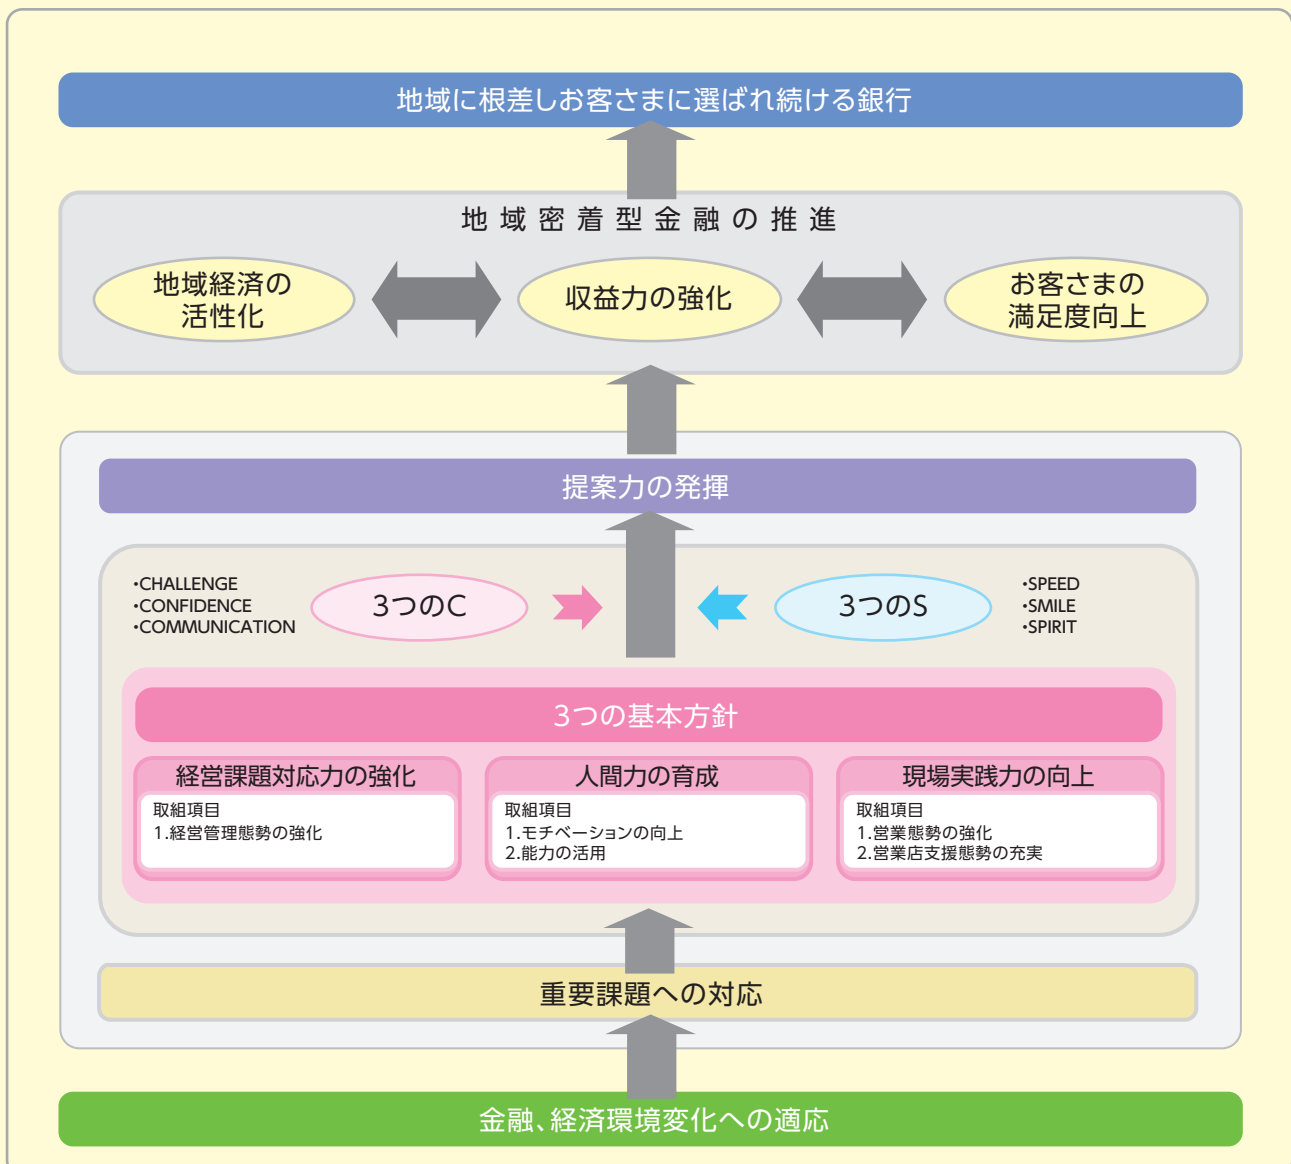 地域に根差しお客さまに選ばれ続ける銀行
地域密着型金融の推進
地域経済の
活性化
収益力の強化
お客さまの
満足度向上
提案力の発揮
・CHALLENGE
・CONFIDENCE
・COMMUNICATION
3つのC
3つのS
・SPEED
・SMILE
・SPIRIT
3つの基本方針
経営課題対応力の強化
取組項目
1.経営管理態勢の強化
人間力の育成
取組項目
1.モチベーションの向上
2.能力の活用
現場実践力の向上
取組項目
1.営業態勢の強化
2.営業店支援態勢の充実
重要課題への対応
金融、経済環境変化への適応